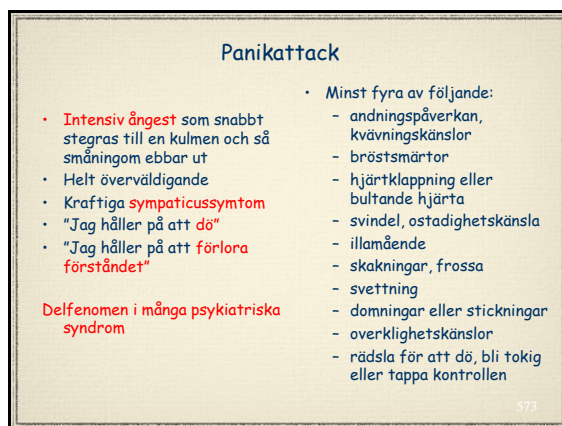 Panikattack
• Intensiv ångest som snabbt
stegras till en kulmen och så
småningom ebbar ut
• Helt överväldigande
• Kraftiga sympaticussymtom
• ”Jag håller på att dö”
• ”Jag håller på att förlora
förståndet”
Delfenomen i många psykiatriska
syndrom
• Minst fyra av följande:
– andningspåverkan,
kvävningskänslor
– bröstsmärtor
– hjärtklappning eller
bultande hjärta
– svindel, ostadighetskänsla
– illamående
– skakningar, frossa
– svettning
– domningar eller stickningar
– overklighetskänslor
– rädsla för att dö, bli tokig
eller tappa kontrollen
573